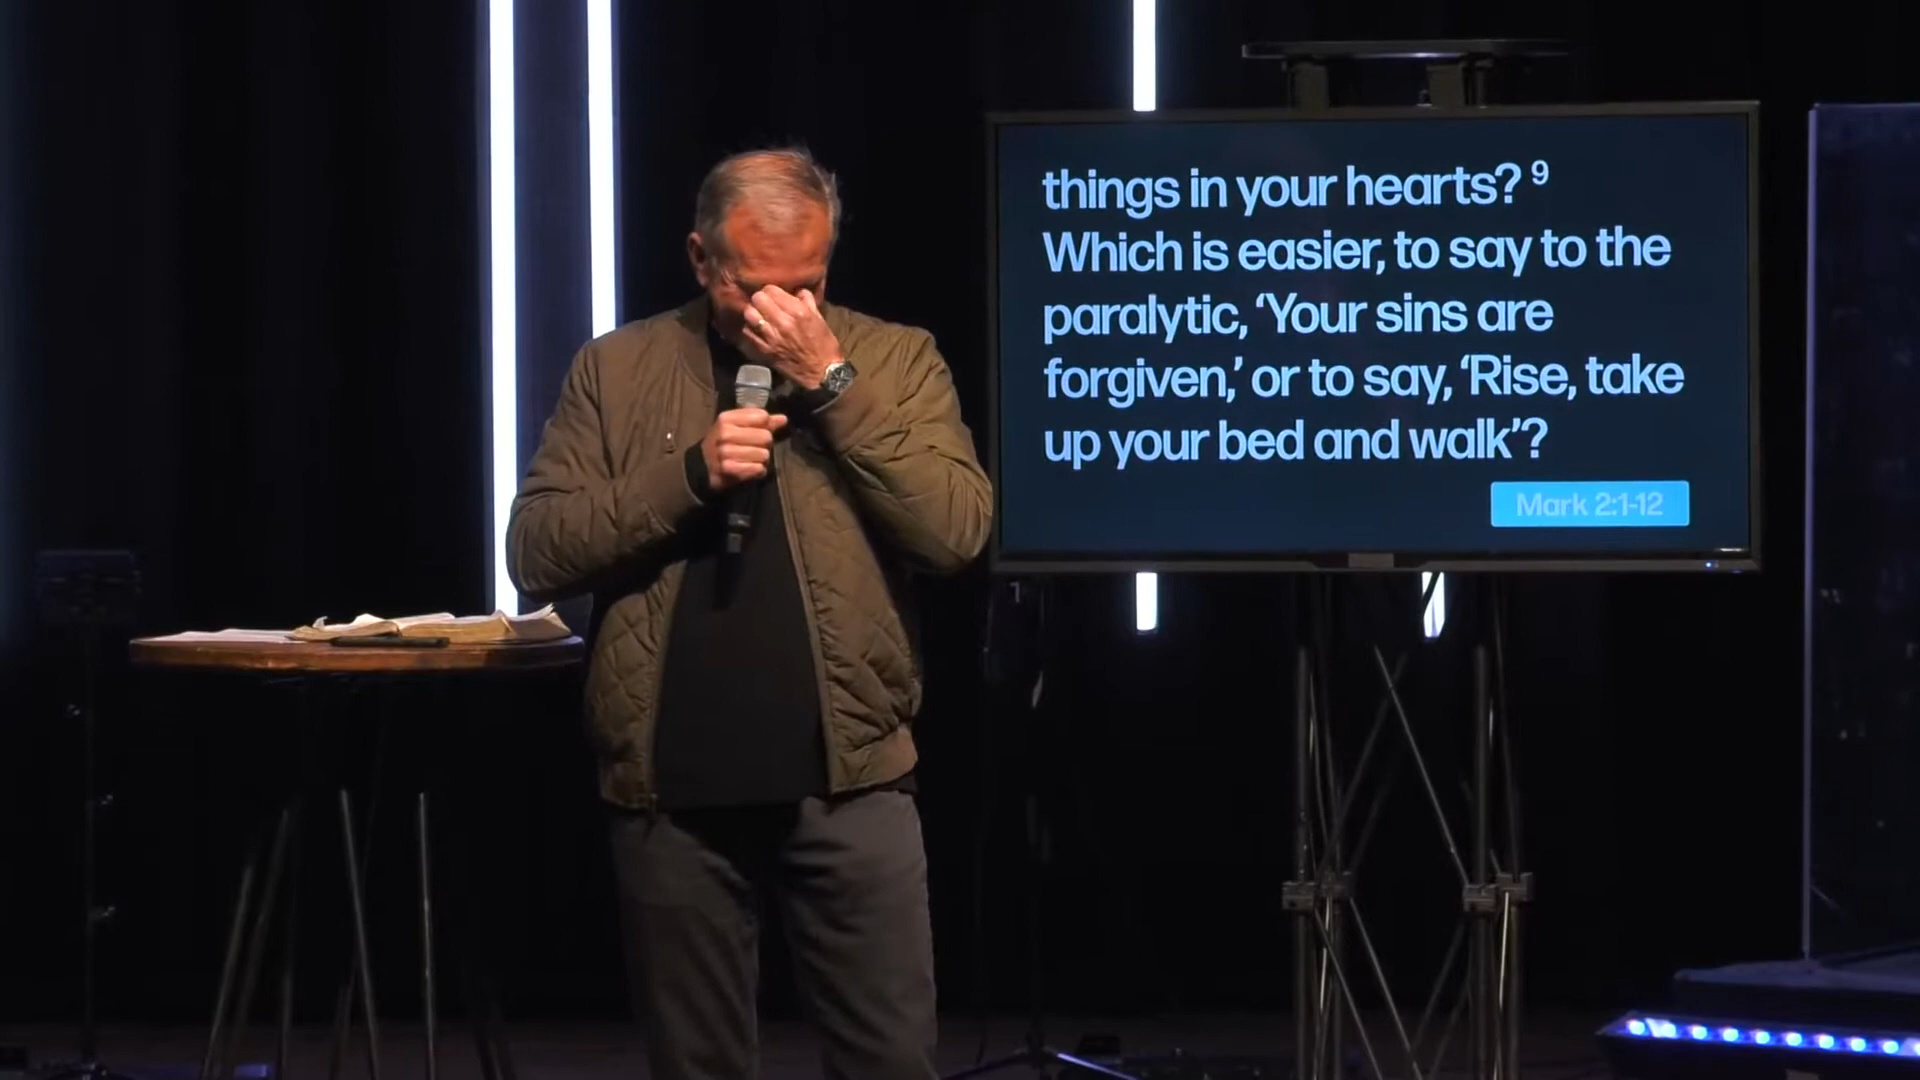 things in your hearts? 9
Which is easier, to say to the
paralytic, ‘Your sins are
forgiven,’ or to say, ‘Rise, take
up your bed and walk’?
Mark 2:1-12